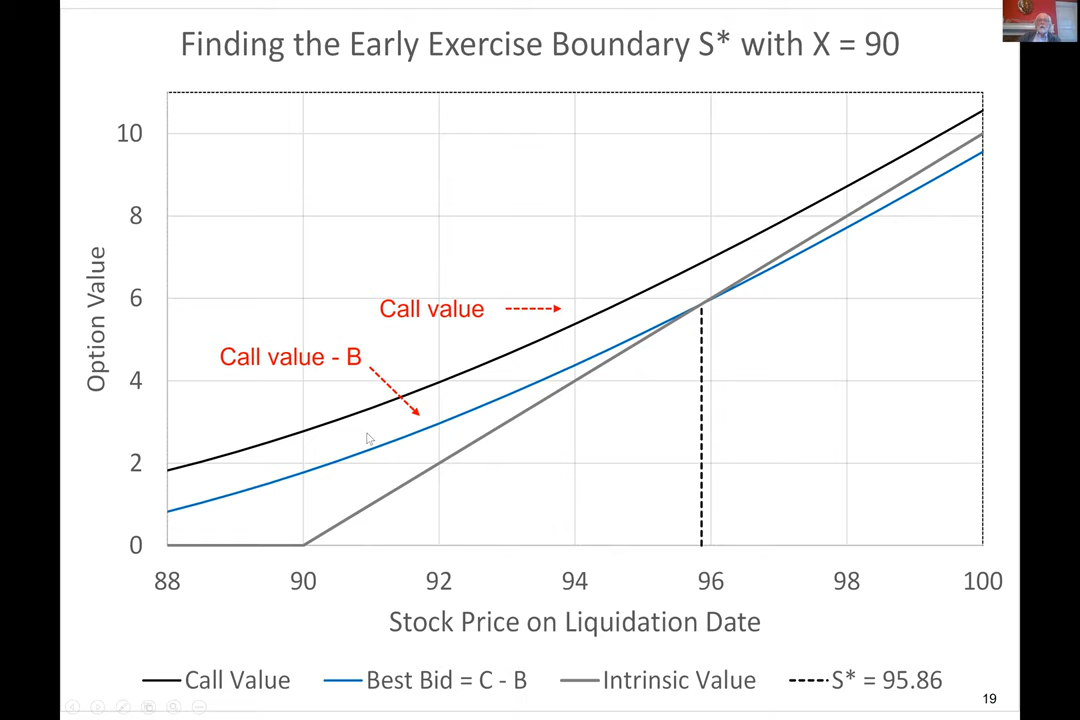 Finding the Early Exercise Boundary S* with X = 90
10
8
6
4
2
0
Option Value
Call value
Call value - B
88 90 92 94 96 98 100
Stock Price on Liquidation Date
Call Value Best Bid = C - B Intrinsic Value S* = 95.86
19